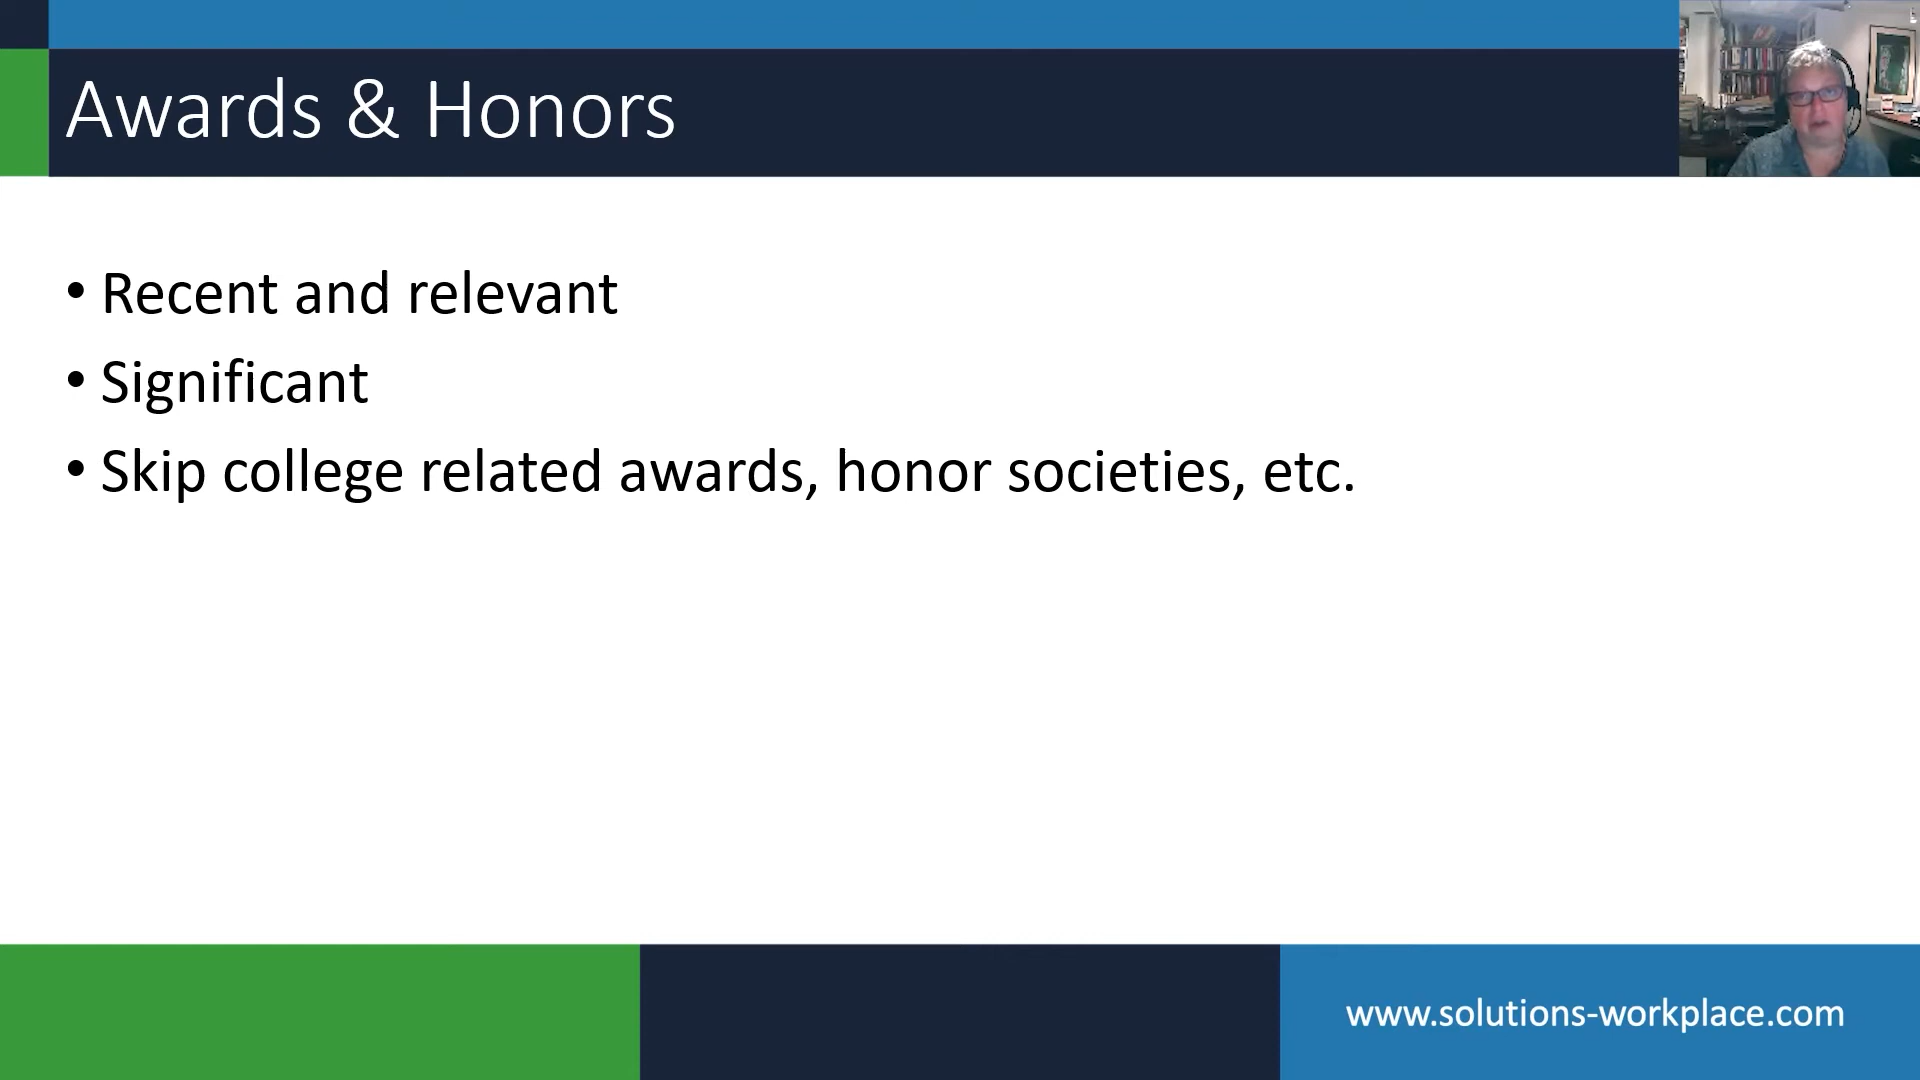 Awards & Honors
• Recent and relevant
• Significant
• Skip college related awards, honor societies, etc.
www.solutions-workplace.com